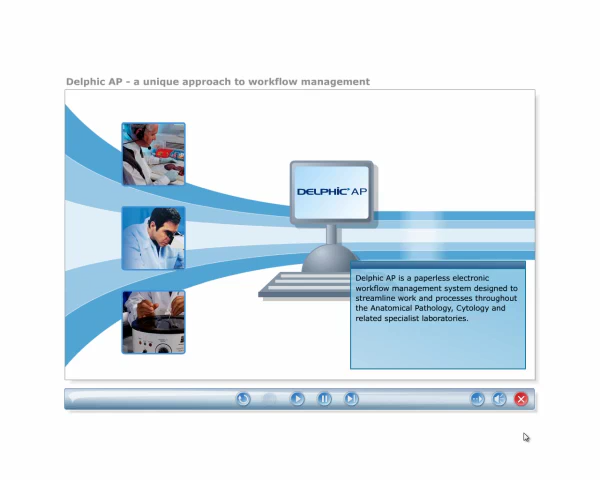 Delphic AP - a unique approach to workflow management
DELPHIC AP
Delphic AP is a paperless electronic
workflow management system designed to
streamline work and processes throughout
the Anatomical Pathology, Cytology and
related specialist laboratories.